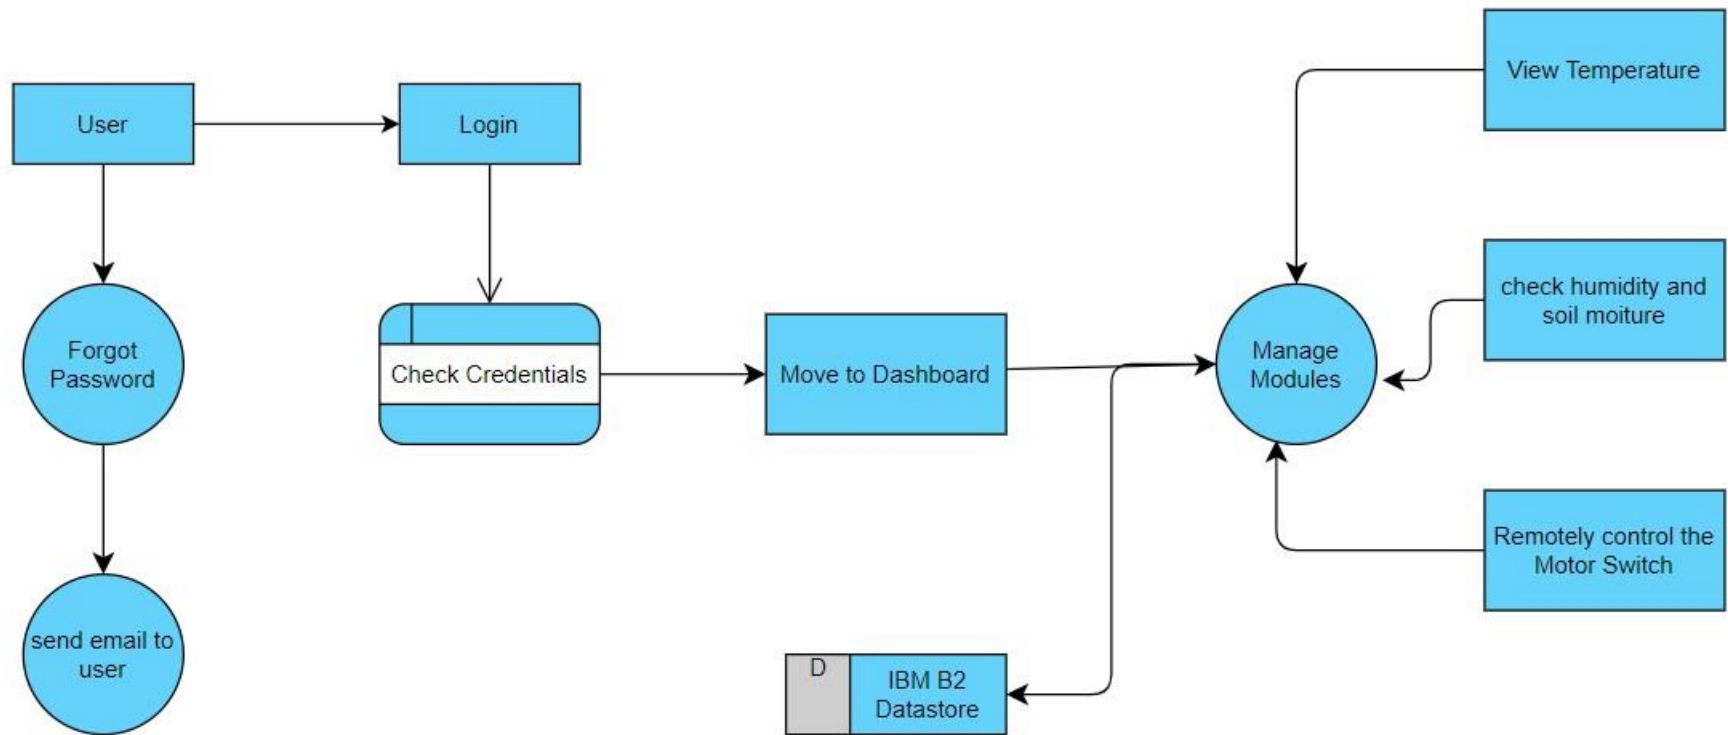 User
Login
View Temperature
Forgot
Password
Check Credentials
Move to Dashboard
Manage
Modules
check humidity and
soil moiture
Remotely control the
Motor Switch
send email to
user
D
IBM B2
Datastore